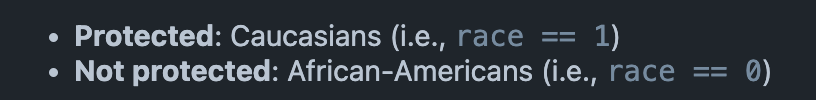 • Protected: Caucasians (i.e., race == 1)
• Not protected: African-Americans (i.e., race == 0)